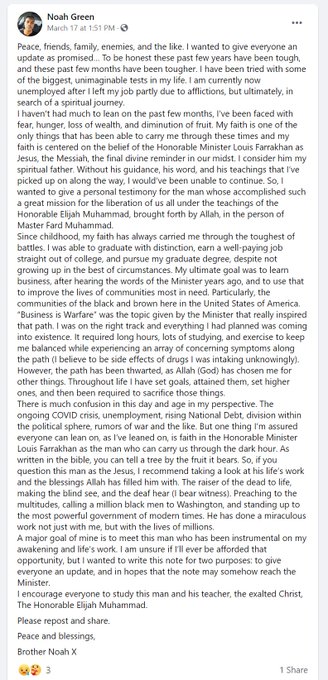 Noah Green
March 17 at 1:51 PM ·
Peace, friends, family, enemies, and the like. I wanted to give everyone an
update as promised... To be honest these past few years have been tough,
and these past few months have been tougher. I have been tried with some
of the biggest, unimaginable tests in my life. I am currently now
unemployed after I left my job partly due to afflictions, but ultimately, in
search of a spiritual journey.
I haven't had much to lean on the past few months, I've been faced with
fear, hunger, loss of wealth, and diminution of fruit. My faith is one of the
only things that has been able to carry me through these times and my
faith is centered on the belief of the Honorable Minister Louis Farrakhan as
Jesus, the Messiah, the final divine reminder in our midst. I consider him my
spiritual father. Without his guidance, his word, and his teachings that I've
picked up on along the way, I would've been unable to continue. So, I
wanted to give a personal testimony for the man whose accomplished such
a great mission for the liberation of us all under the teachings of the
Honorable Elijah Muhammad, brought forth by Allah, in the person of
Master Fard Muhammad.
Since childhood, my faith has always carried me through the toughest of
battles. I was able to graduate with distinction, earn a well-paying job
straight out of college, and pursue my graduate degree, despite not
growing up in the best of circumstances. My ultimate goal was to learn
business, after hearing the words of the Minister years ago, and to use that
to improve the lives of communities most in need. Particularly, the
communities of the black and brown here in the United States of America.
"Business is Warfare" was the topic given by the Minister that really inspired
that path. I was on the right track and everything I had planned was coming
into existence. It required long hours, lots of studying, and exercise to keep
me balanced while experiencing an array of concerning symptoms along
the path (I believe to be side effects of drugs I was intaking unknowingly).
However, the path has been thwarted, as Allah (God) has chosen me for
other things. Throughout life I have set goals, attained them, set higher
ones, and then been required to sacrifice those things.
There is much confusion in this day and age in my perspective. The
ongoing COVID crisis, unemployment, rising National Debt, division within
the political sphere, rumors of war and the like. But one thing I'm assured
everyone can lean on, as I've leaned on, is faith in the Honorable Minister
Louis Farrakhan as the man who can carry us through the dark hour. As
written in the bible, you can tell a tree by the fruit it bears. So, if you
question this man as the Jesus, I recommend taking a look at his life's work
and the blessings Allah has filled him with. The raiser of the dead to life,
making the blind see, and the deaf hear (I bear witness). Preaching to the
multitudes, calling a million black men to Washington, and standing up to
the most powerful government of modern times. He has done a miraculous
work not just with me, but with the lives of millions.
A major goal of mine is to meet this man who has been instrumental on my
awakening and life's work. I am unsure if I'll ever be afforded that
opportunity, but I wanted to write this note for two purposes: to give
everyone an update, and in hopes that the note may somehow reach the
Minister.
I encourage everyone to study this man and his teacher, the exalted Christ,
The Honorable Elijah Muhammad.
Please repost and share.
Peace and blessings,
Brother Noah X
3
1 Share